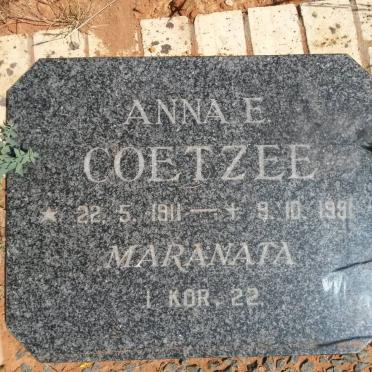 ANNA E.
COETZEE
* 22. 5. 1911 — + 9. 10. 1991
MARANATA
1 KOR. 22